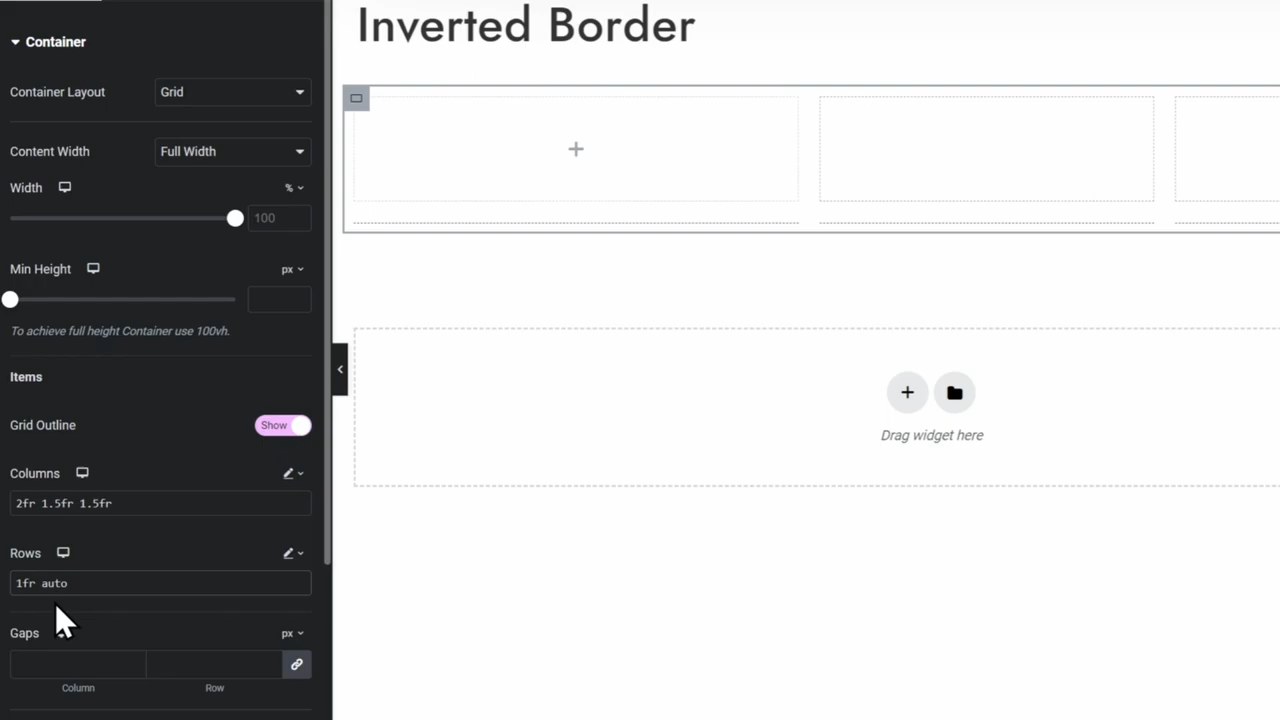 Inverted Border
Container
Container Layout
Grid
Content Width
Full Width
Width
%
100
Min Height
px
To achieve full height Container use 100vh.
Items
Grid Outline
Show
Columns
2fr 1.5fr 1.5fr
Rows
1fr auto
Gaps
px
Column
Row
Drag widget here